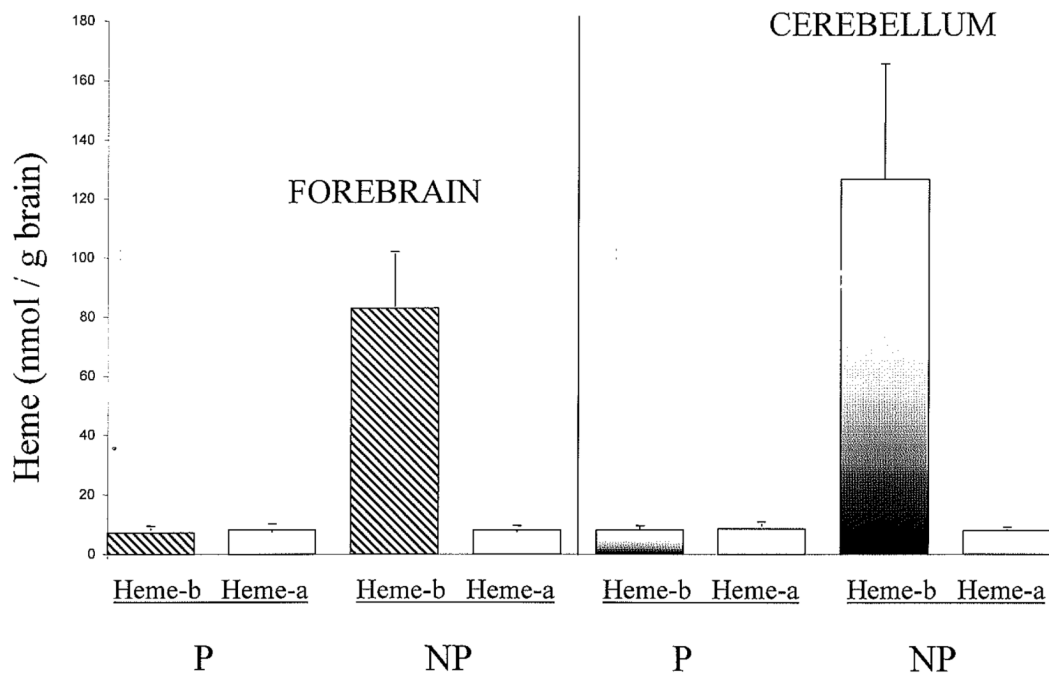 180
CEREBELLUM
160
140
120
FOREBRAIN
100
80
60
40
20
0
Heme (nmol / g brain)
Heme-b Heme-a Heme-b Heme-a Heme-b Heme-a Heme-b Heme-a
P NP P NP